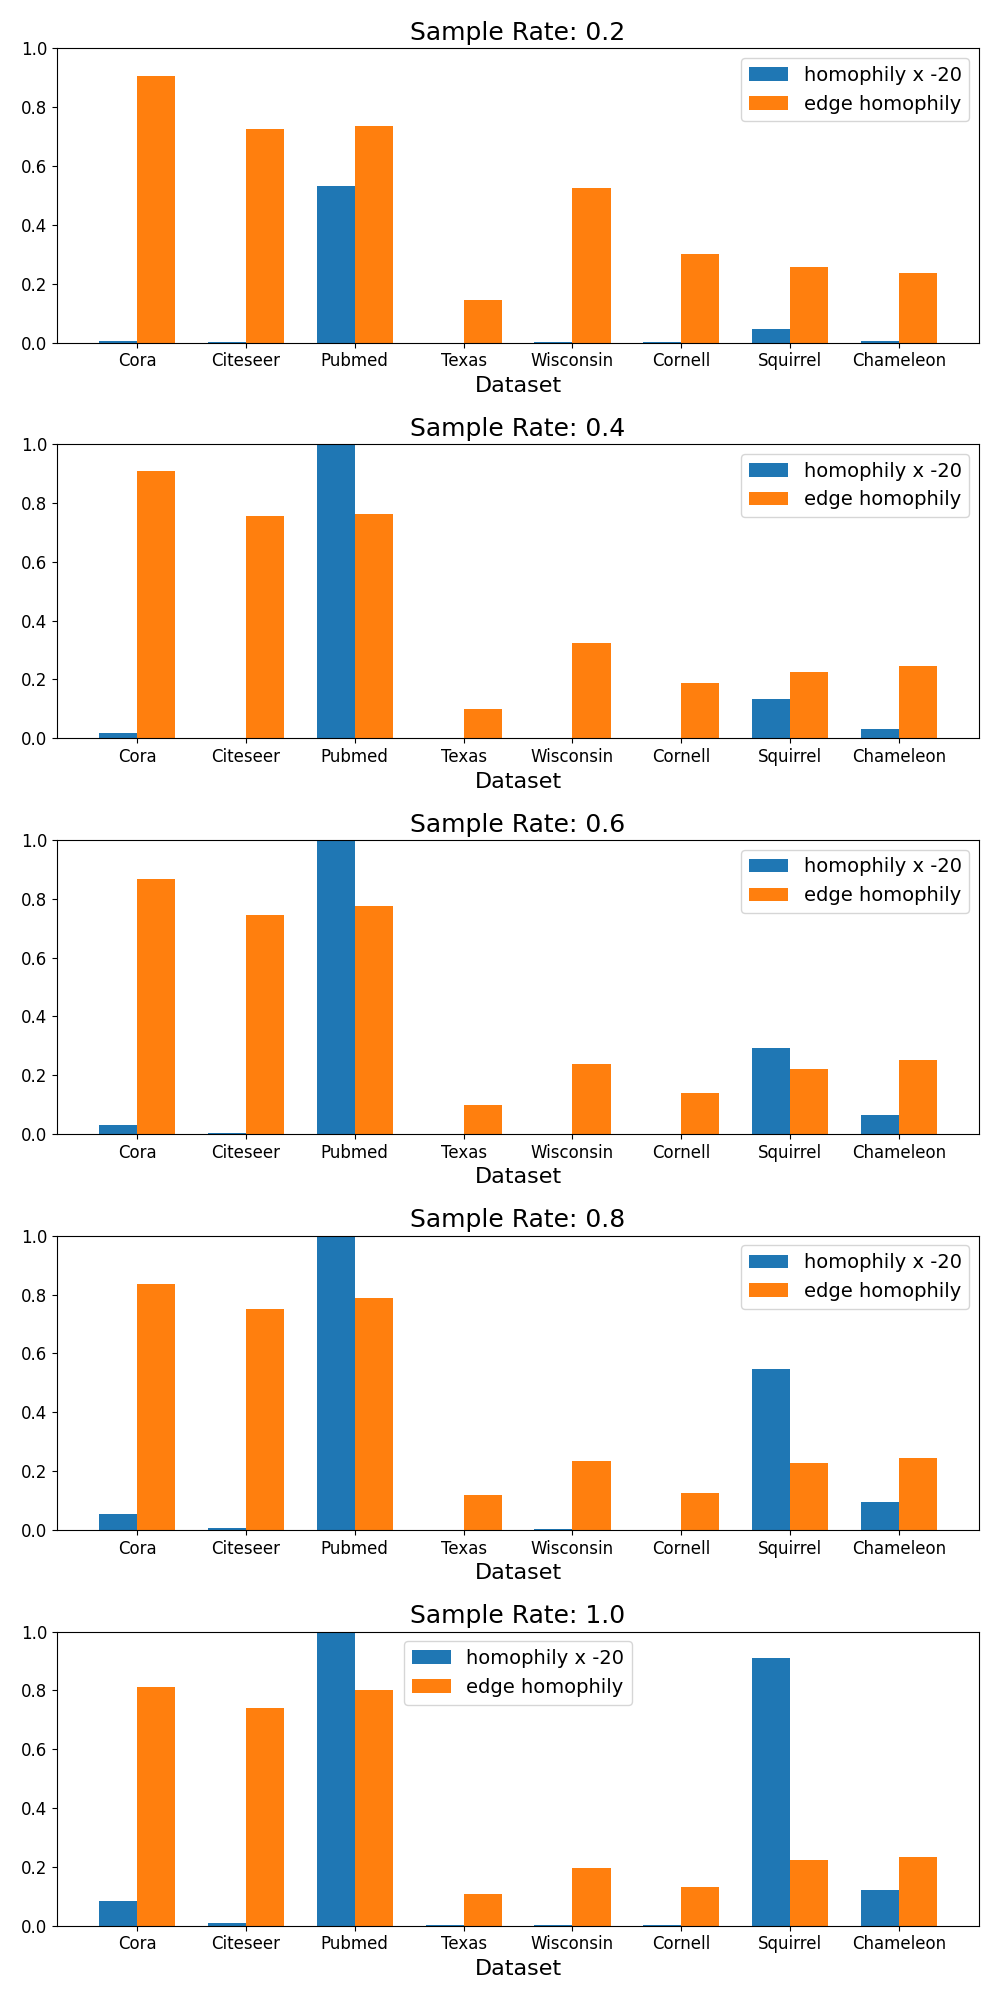 Sample Rate: 0.2
1.0
0.8
0.6
0.4
0.2
0.0
homophily x -20
edge homophily
Cora Citeseer Pubmed Texas Wisconsin Cornell Squirrel Chameleon
Dataset
Sample Rate: 0.4
1.0
0.8
0.6
0.4
0.2
0.0
homophily x -20
edge homophily
Cora Citeseer Pubmed Texas Wisconsin Cornell Squirrel Chameleon
Dataset
Sample Rate: 0.6
1.0
0.8
0.6
0.4
0.2
0.0
homophily x -20
edge homophily
Cora Citeseer Pubmed Texas Wisconsin Cornell Squirrel Chameleon
Dataset
Sample Rate: 0.8
1.0
0.8
0.6
0.4
0.2
0.0
homophily x -20
edge homophily
Cora Citeseer Pubmed Texas Wisconsin Cornell Squirrel Chameleon
Dataset
Sample Rate: 1.0
1.0
0.8
0.6
0.4
0.2
0.0
homophily x -20
edge homophily
Cora Citeseer Pubmed Texas Wisconsin Cornell Squirrel Chameleon
Dataset